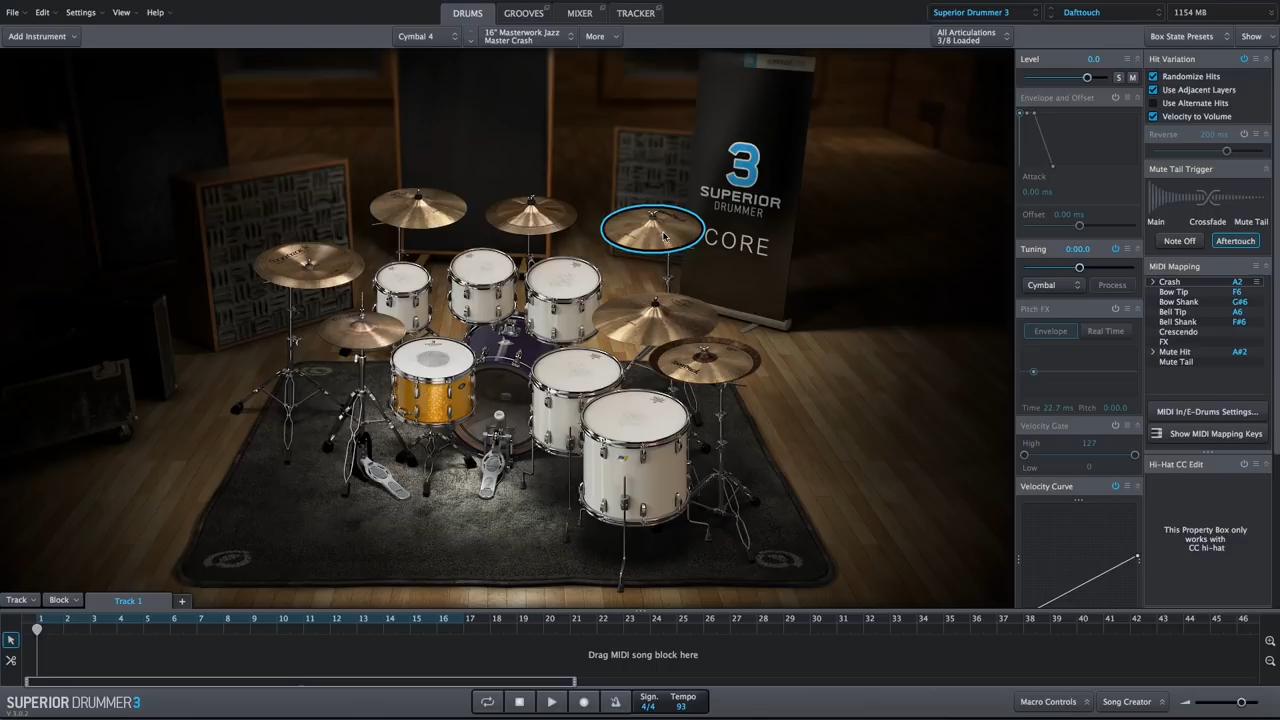 File Edit Settings View Help
DRUMS GROOVES MIXER TRACKER
Superior Drummer 3 Dafttouch 1154 MB
Add Instrument
Cymbal 4
16" Masterwork Jazz
Master Crash
More
All Articulations
3/8 Loaded
Box State Presets Show
3
SUPERIOR
DRUMMER
CORE
Level 0.0
S M
Envelope and Offset
Attack
0.00 ms
Offset 0.00 ms
Tuning 0:00.0
Cymbal Process
Pitch FX
Envelope Real Time
Time 22.7 ms Pitch 0:00.0
Velocity Gate
High 127
Low 0
Velocity Curve
Hit Variation
Randomize Hits
Use Adjacent Layers
Use Alternate Hits
Velocity to Volume
Reverse 200 ms
Mute Tail Trigger
Main Crossfade Mute Tail
Note Off Aftertouch
MIDI Mapping
Crash A2
Bow Tip F6
Bow Shank G#6
Bell Tip A6
Bell Shank F#6
Crescendo
FX
Mute Hit A#2
Mute Tail
MIDI In/E-Drums Settings...
Show MIDI Mapping Keys
Hi-Hat CC Edit
This Property Box only
works with
CC hi-hat
Track Block Track 1 +
1 2 3 4 5 6 7 8 9 10 11 12 13 14 15 16 17 18 19 20 21 22 23 24 25 26 27 28 29 30 31 32 33 34 35 36 37 38 39 40 41 42 43 44 45 46
Drag MIDI song block here
SUPERIOR DRUMMER 3
V 3.0.2
Sign. Tempo
4/4 93
Macro Controls Song Creator